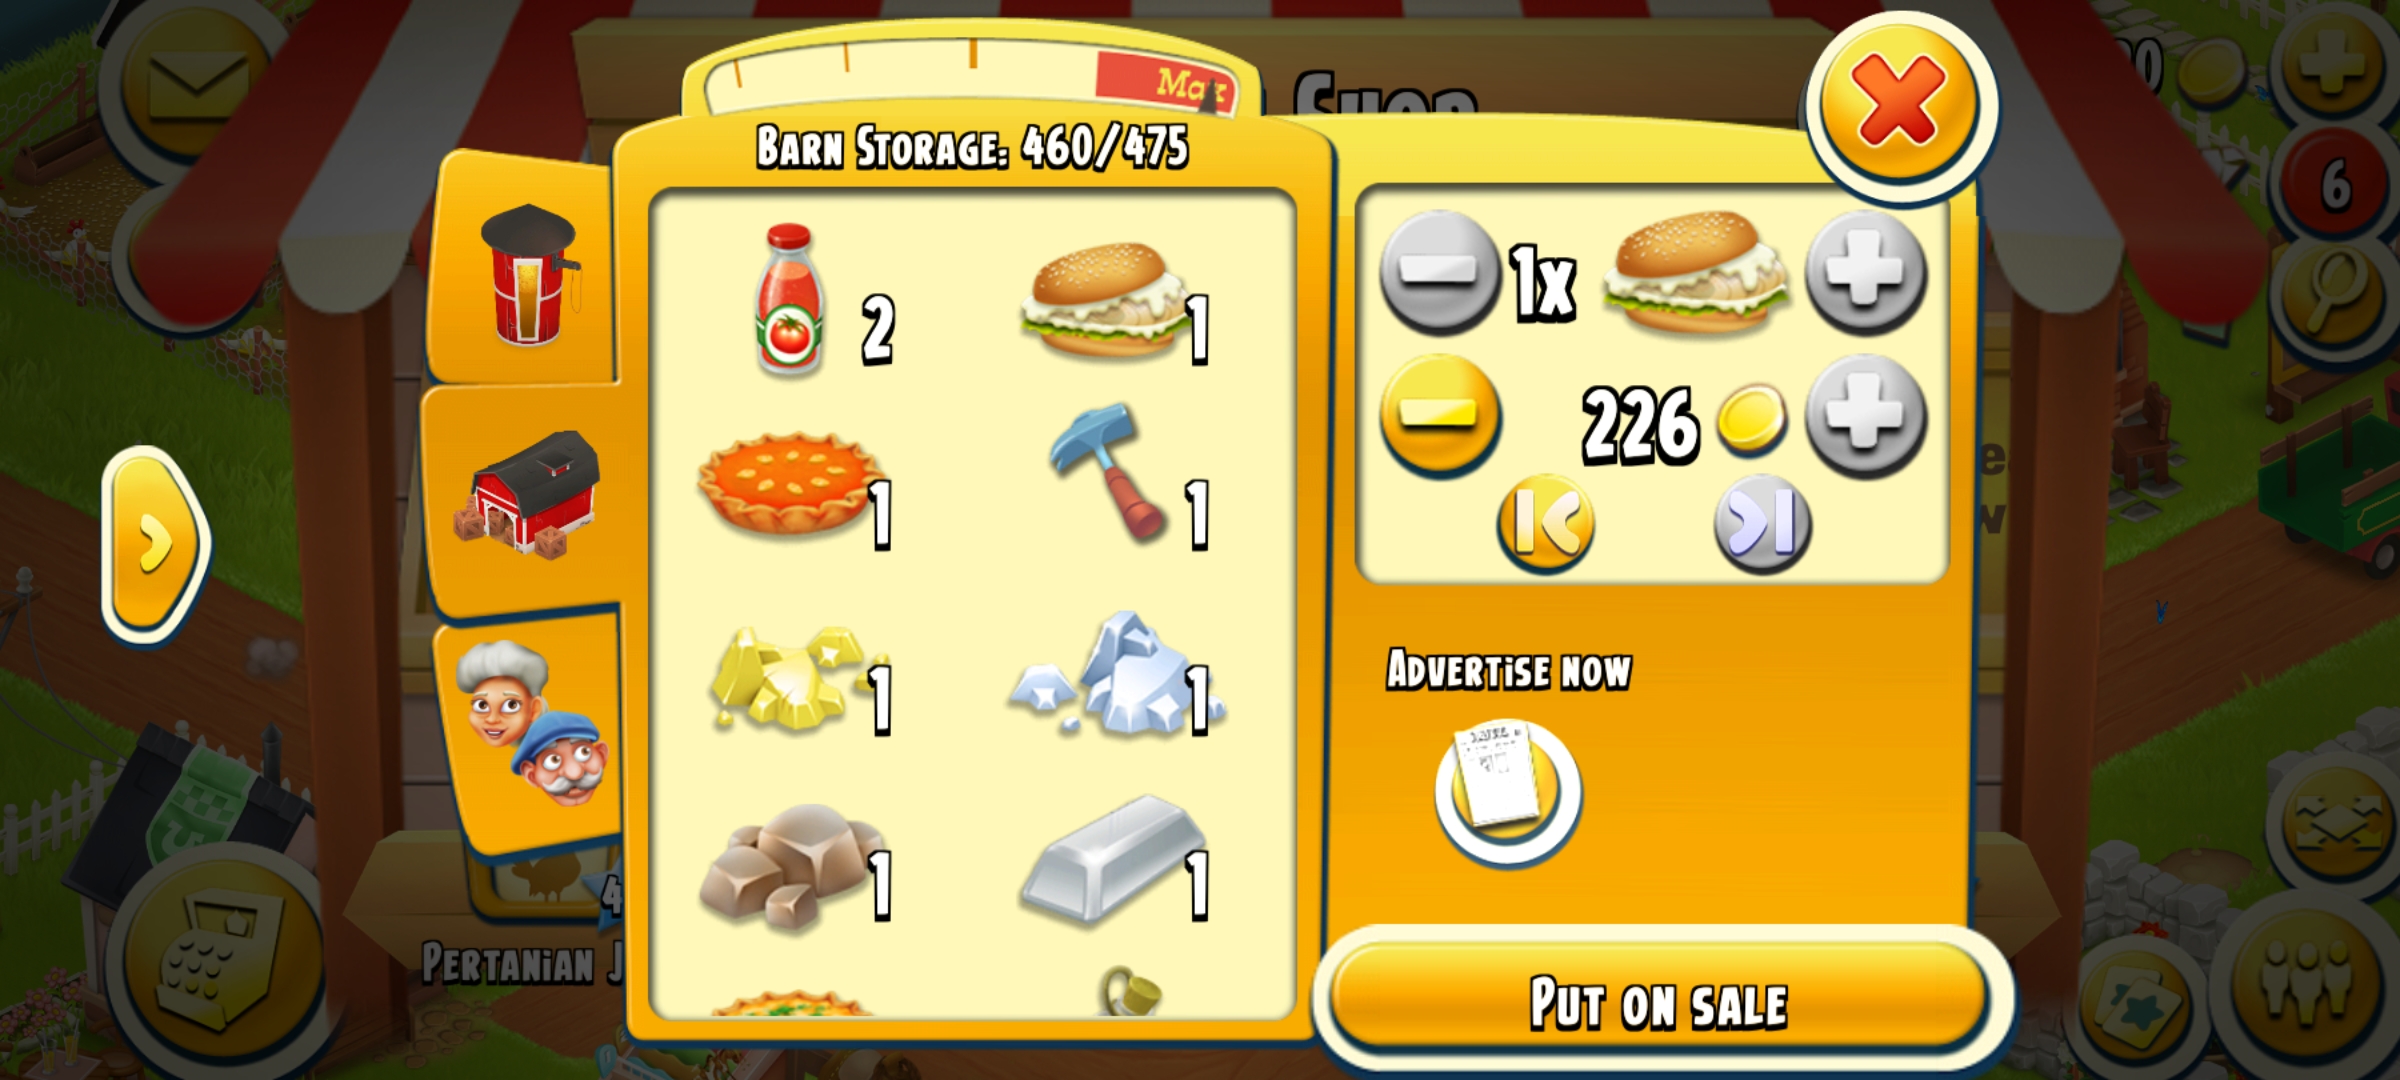 Shop
Max
Barn Storage: 460/475
2
1
1x
6
226
1
1
1
1
Advertise now
1
1
Pertanian J
Put on sale